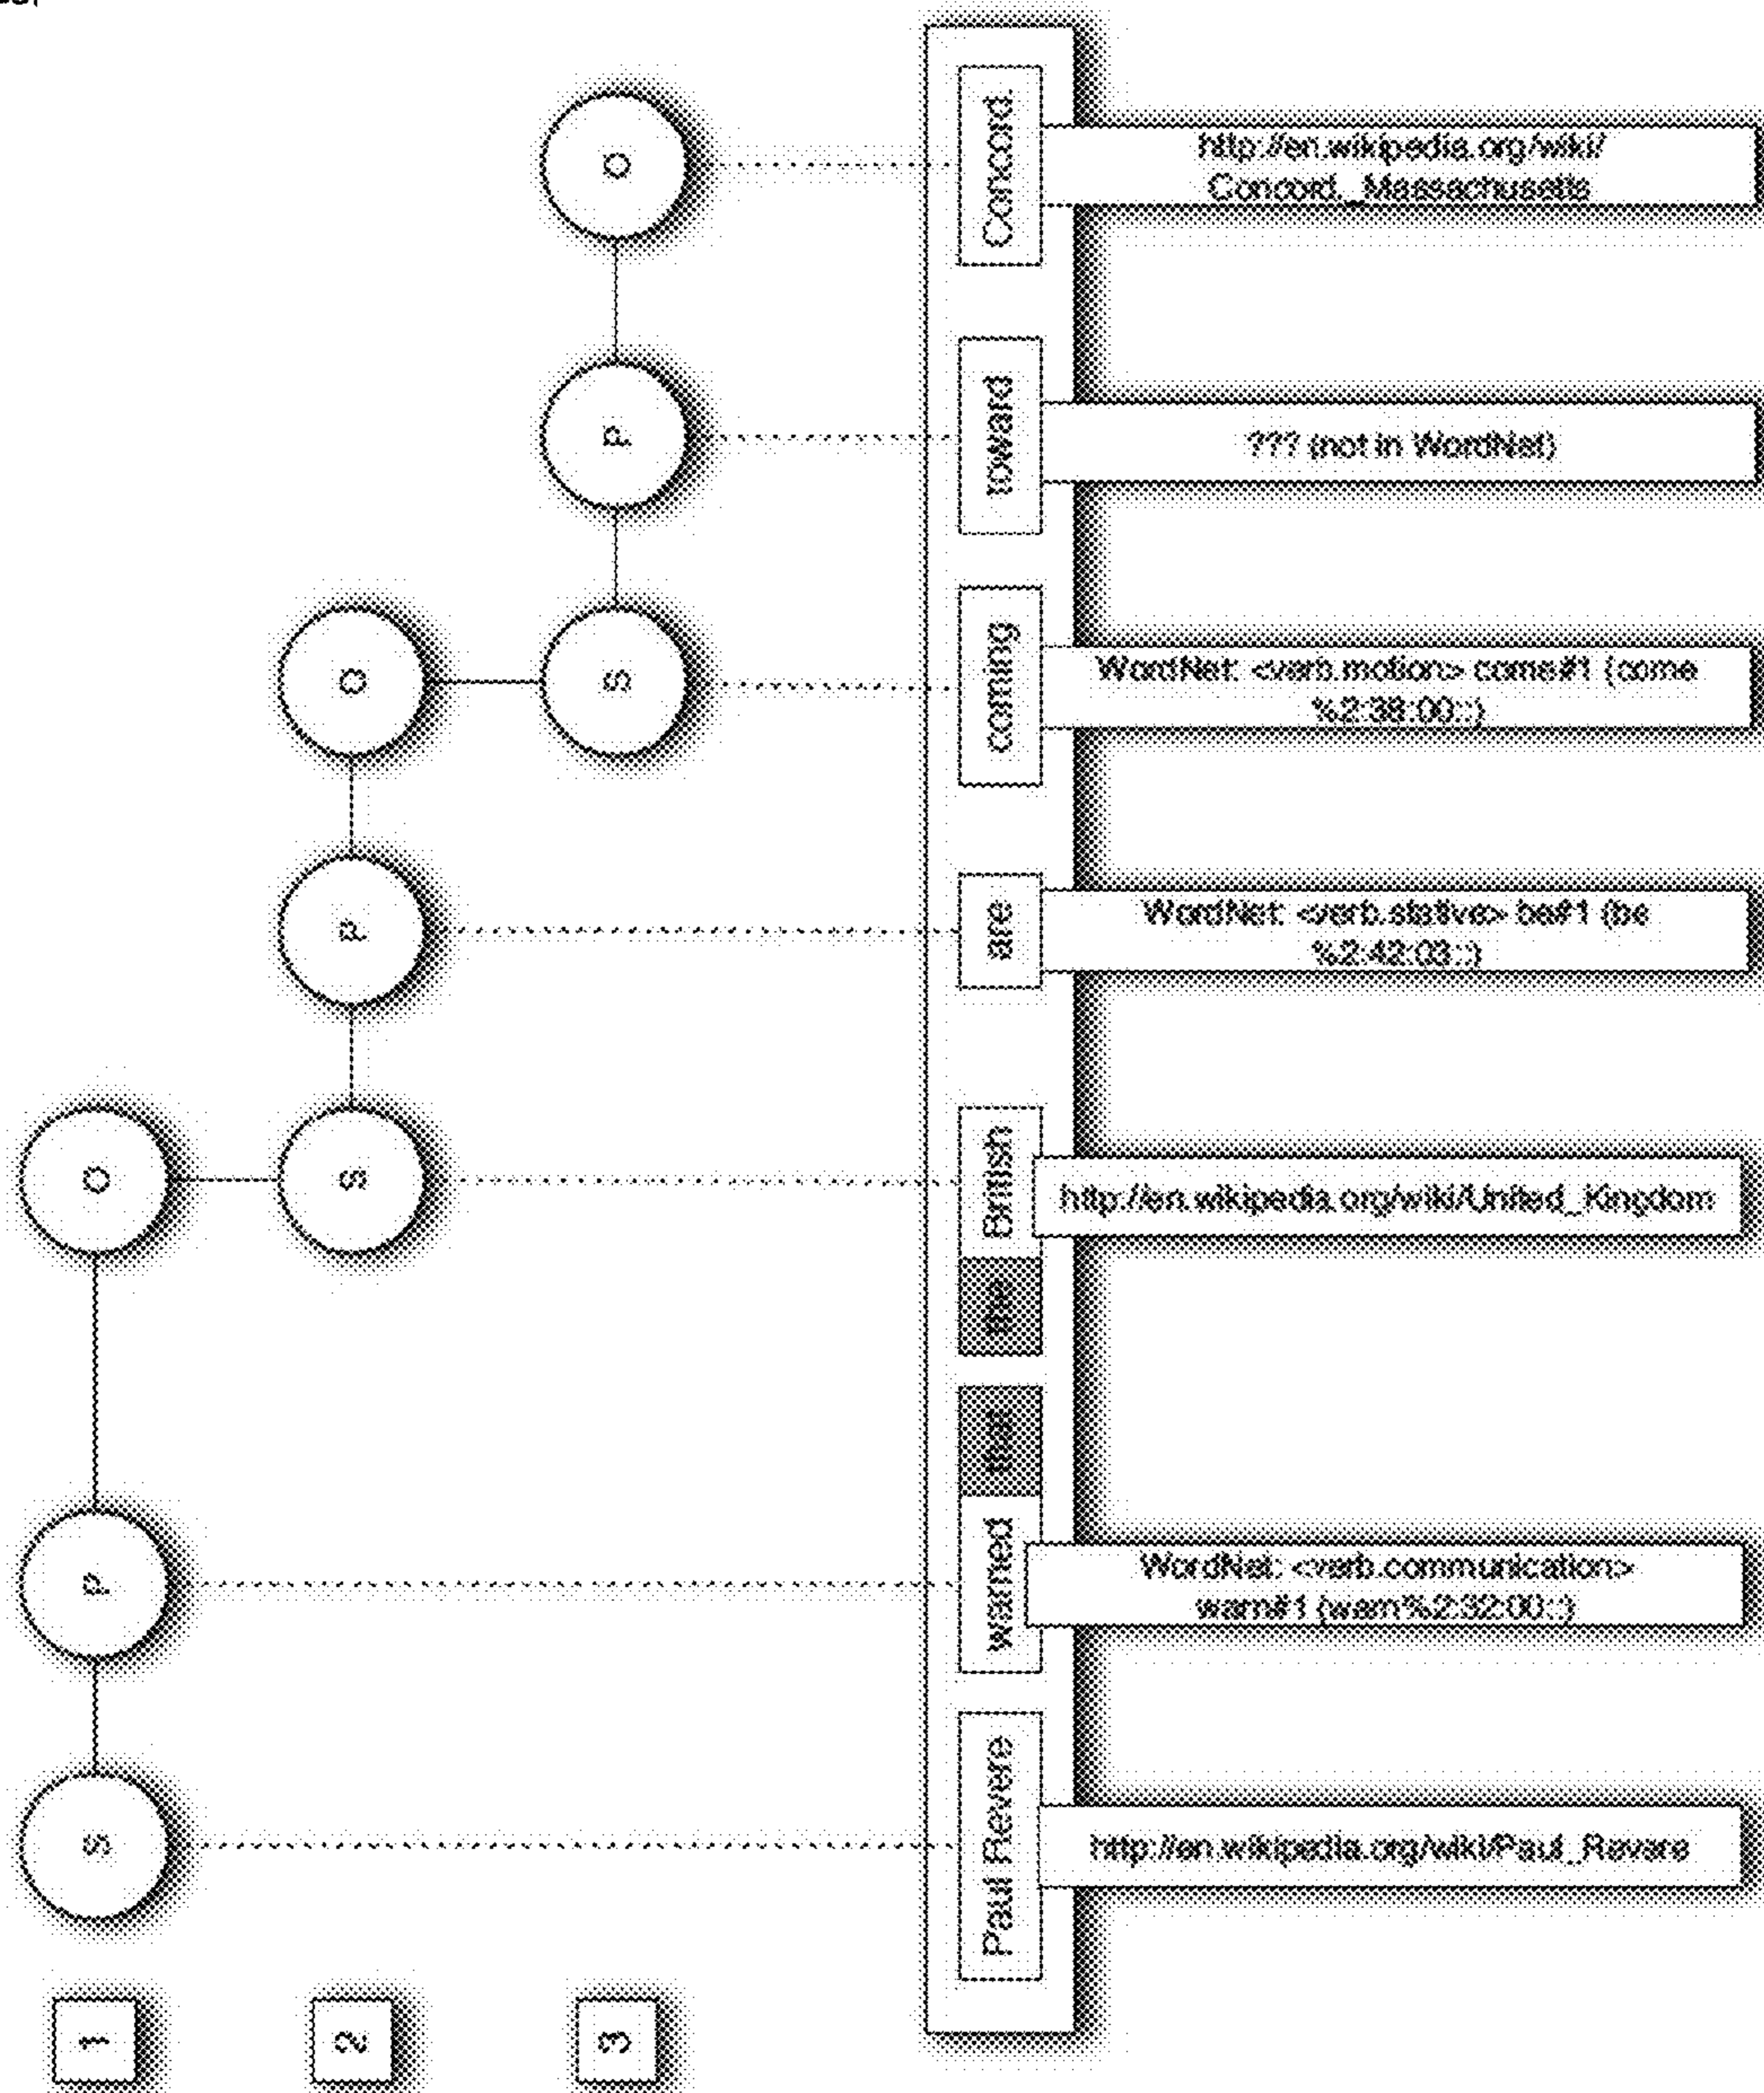 1 S P O
2 S P O
3 S P O
Paul Revere warned that the British are coming toward Concord.
http://en.wikipedia.org/wiki/Paul_Revere
WordNet: <verb.communication>
warn#1 (warn%2:32:00::)
http://en.wikipedia.org/wiki/United_Kingdom
WordNet: <verb.stative> be#1 (be
%2:42:03::)
WordNet: <verb.motion> come#1 (come
%2:38:00::)
??? (not in WordNet)
http://en.wikipedia.org/wiki/
Concord,_Massachusetts